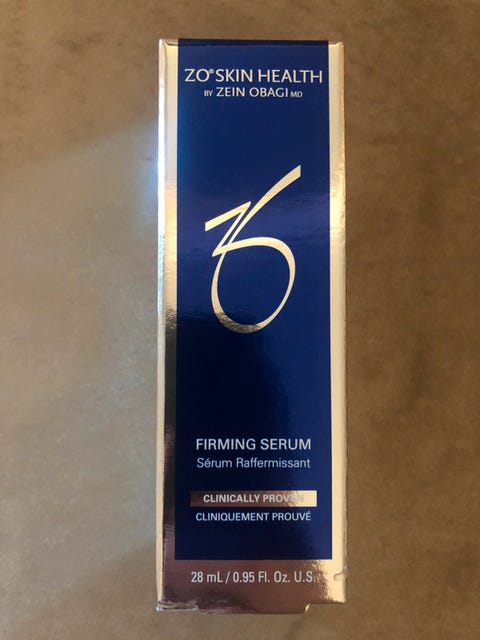 ZO® SKIN HEALTH
BY ZEIN OBAGI MD
ZO
FIRMING SERUM
Sérum Raffermissant
CLINICALLY PROVEN
CLINIQUEMENT PROUVÉ
28 mL / 0.95 Fl. Oz. U.S.